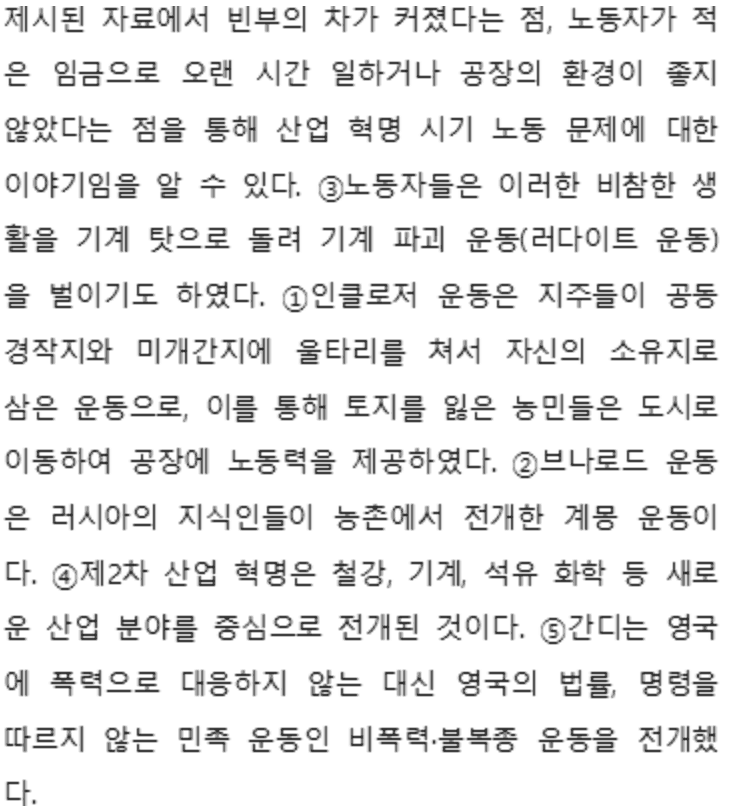 제시된 자료에서 빈부의 차가 커졌다는 점, 노동자가 적
은 임금으로 오랜 시간 일하거나 공장의 환경이 좋지
않았다는 점을 통해 산업 혁명 시기 노동 문제에 대한
이야기임을 알 수 있다. ③노동자들은 이러한 비참한 생
활을 기계 탓으로 돌려 기계 파괴 운동(러다이트 운동)
을 벌이기도 하였다. ①인클로저 운동은 지주들이 공동
경작지와 미개간지에 울타리를 쳐서 자신의 소유지로
삼은 운동으로, 이를 통해 토지를 잃은 농민들은 도시로
이동하여 공장에 노동력을 제공하였다. ②브나로드 운동
은 러시아의 지식인들이 농촌에서 전개한 계몽 운동이
다. ④제2차 산업 혁명은 철강, 기계, 석유 화학 등 새로
운 산업 분야를 중심으로 전개된 것이다. ⑤간디는 영국
에 폭력으로 대응하지 않는 대신 영국의 법률, 명령을
따르지 않는 민족 운동인 비폭력·불복종 운동을 전개했
다.